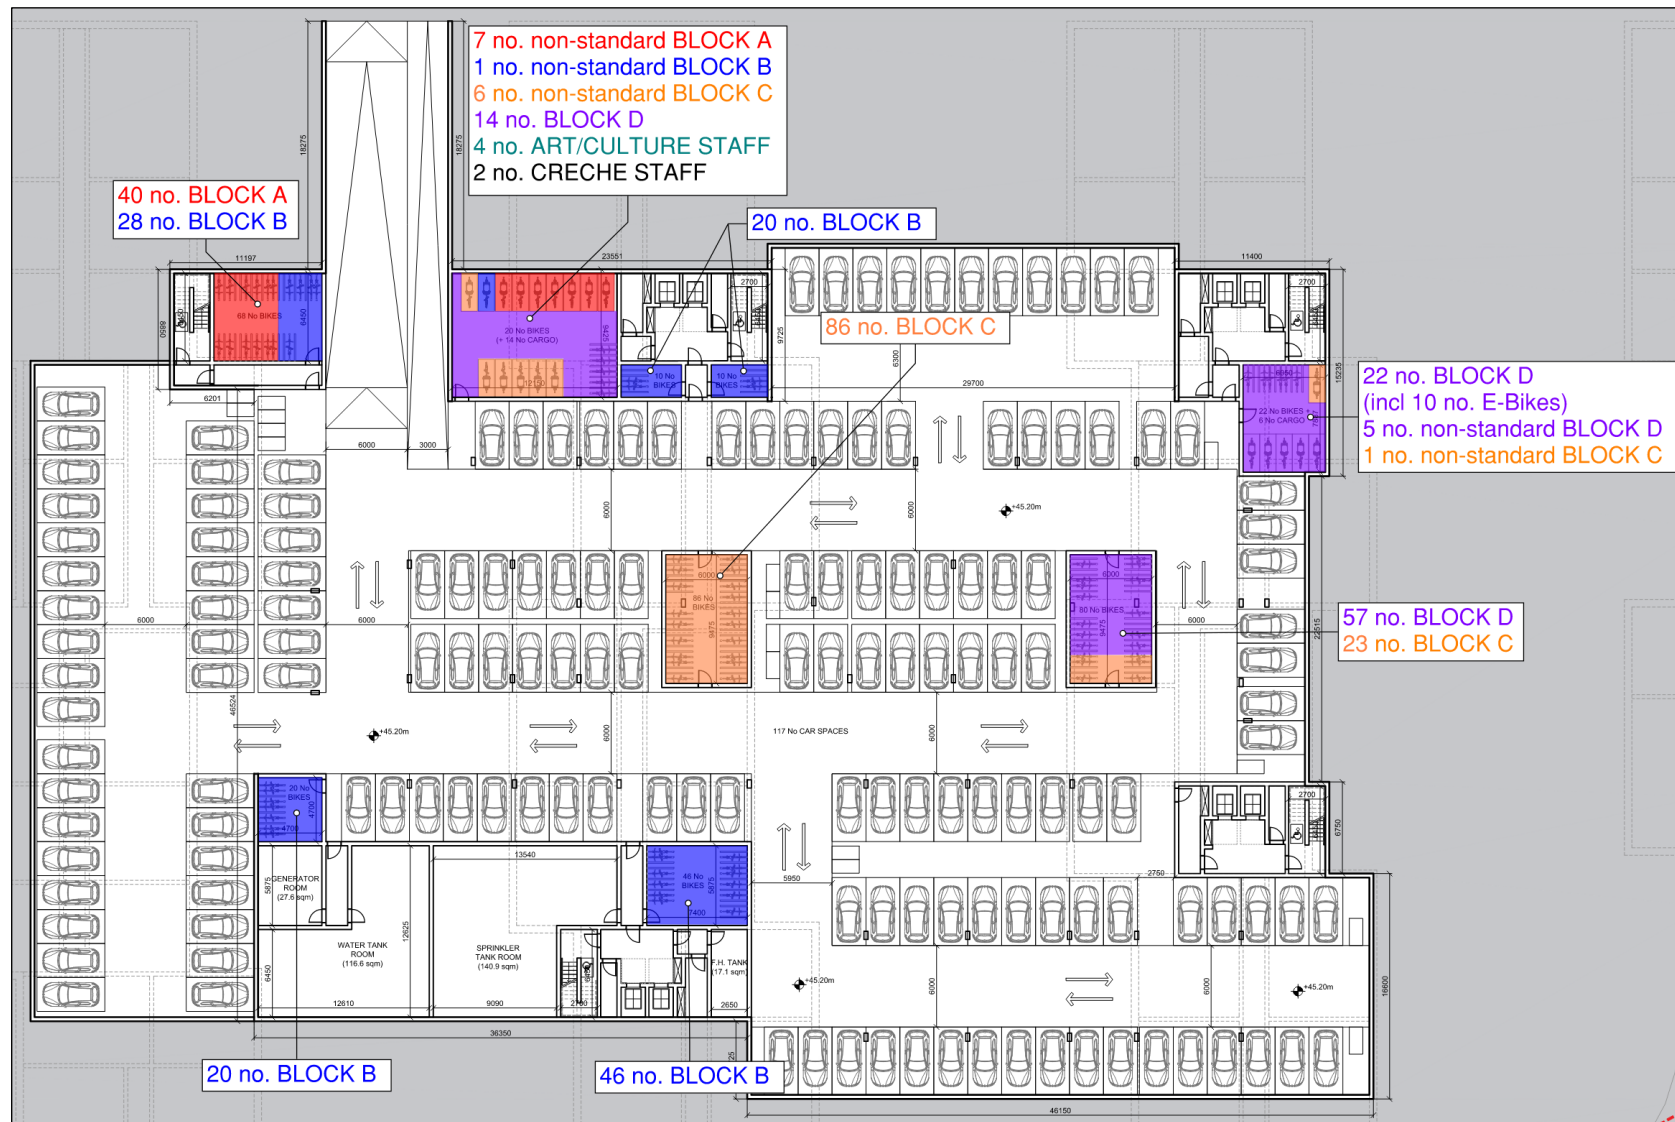 7 no. non-standard BLOCK A
1 no. non-standard BLOCK B
6 no. non-standard BLOCK C
14 no. BLOCK D
4 no. ART/CULTURE STAFF
2 no. CRECHE STAFF
18275
18275
40 no. BLOCK A
28 no. BLOCK B
20 no. BLOCK B
11197
23551
11400
2700
2700
8850
68 No BIKES
6450
20 No BIKES
(+ 14 No CARGO)
9425
12150
10 No
BIKES
10 No
BIKES
9725
86 no. BLOCK C
6300
29700
15235
6950
22 No BIKES +
6 No CARGO
22 no. BLOCK D
(incl 10 no. E-Bikes)
5 no. non-standard BLOCK D
1 no. non-standard BLOCK C
6201
6000
3000
+45.20m
6000
6000
6000
86 No
BIKES
9475
6000
80 No BIKES
9475
6000
6000
6000
57 no. BLOCK D
23 no. BLOCK C
22515
46524
+45.20m
6000
117 No CAR SPACES
6000
20 No
BIKES
4700
4700
2700
6750
13540
GENERATOR
ROOM
(27.6 sqm)
5875
46 No
BIKES
5675
7400
5950
2750
WATER TANK
ROOM
(116.6 sqm)
12625
SPRINKLER
TANK ROOM
(140.9 sqm)
F.H. TANK
(17.1 sqm)
6450
12610
9090
2700
2650
+45.20m
6000
6000
+45.20m
16600
36350
20 no. BLOCK B
46 no. BLOCK B
46150